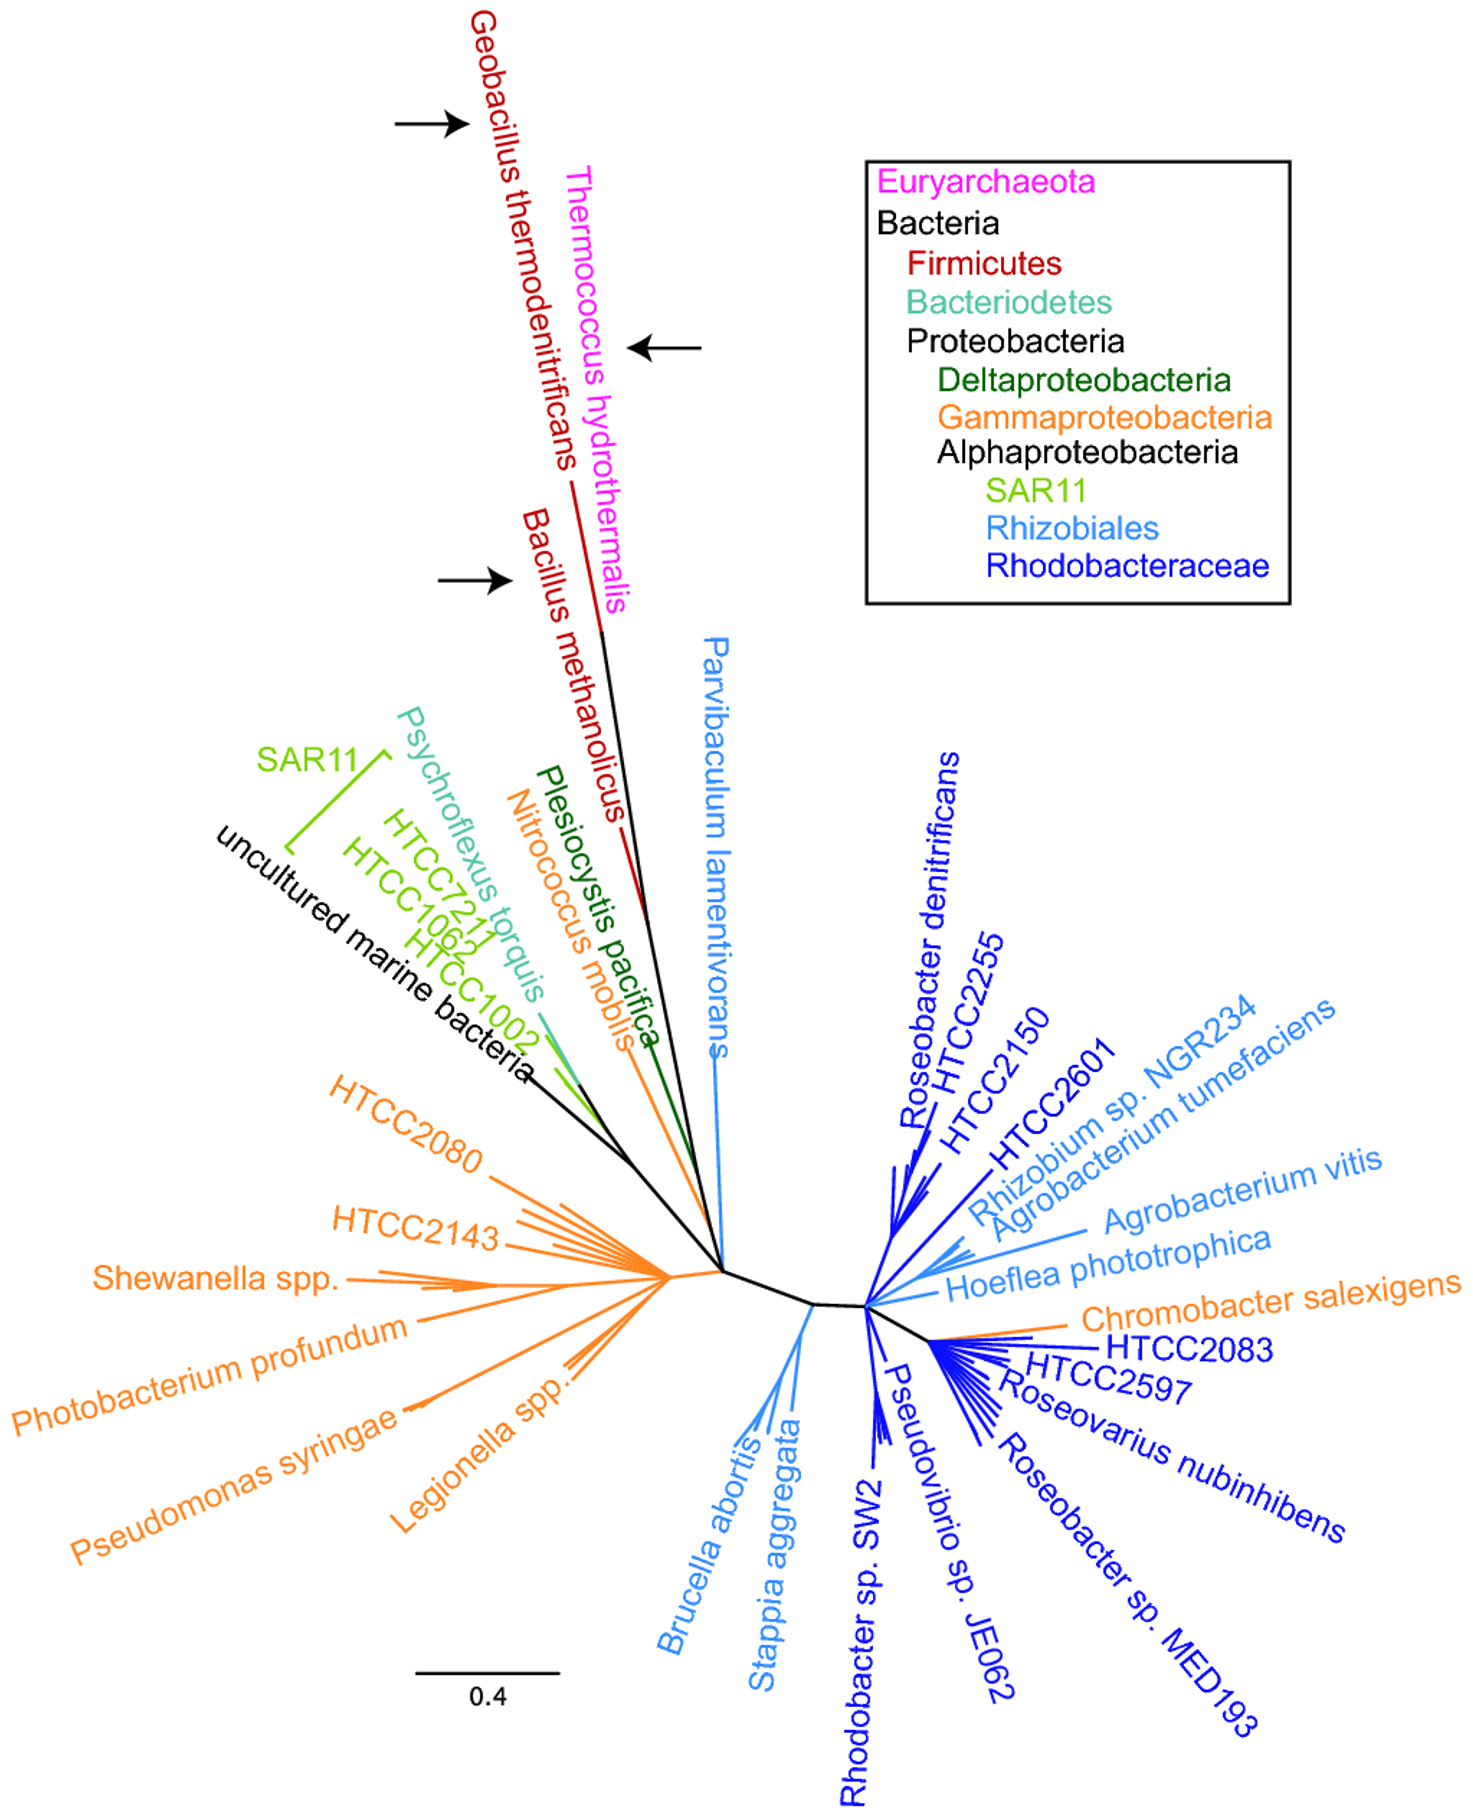 Geobacillus thermodenitrificans
Thermococcus hydrothermalis
Euryarchaeota
Bacteria
Firmicutes
Bacteriodetes
Proteobacteria
Deltaproteobacteria
Gammaproteobacteria
Alphaproteobacteria
SAR11
Rhizobiales
Rhodobacteraceae
Bacillus methanolicus
Parvibaculum lamentivorans
Psychroflexus torquis
SAR11
HTCC7211
HTCC1062
HTCC1002
uncultured marine bacteria
Plesiocystis pacifica
Nitrococcus moblis
Roseobacter denitrificans
HTCC2255
HTCC2150
HTCC2601
Rhizobium sp. NGR234
Agrobacterium tumefaciens
Agrobacterium vitis
Hoeflea phototrophica
Chromobacter salexigens
HTCC2083
HTCC2597
Roseovarius nubinhibens
Roseobacter sp. MED193
Pseudovibrio sp. JE062
Rhodobacter sp. SW2
Stappia aggregata
Brucella abortis
HTCC2080
HTCC2143
Shewanella spp.
Photobacterium profundum
Pseudomonas syringae
Legionella spp.
0.4